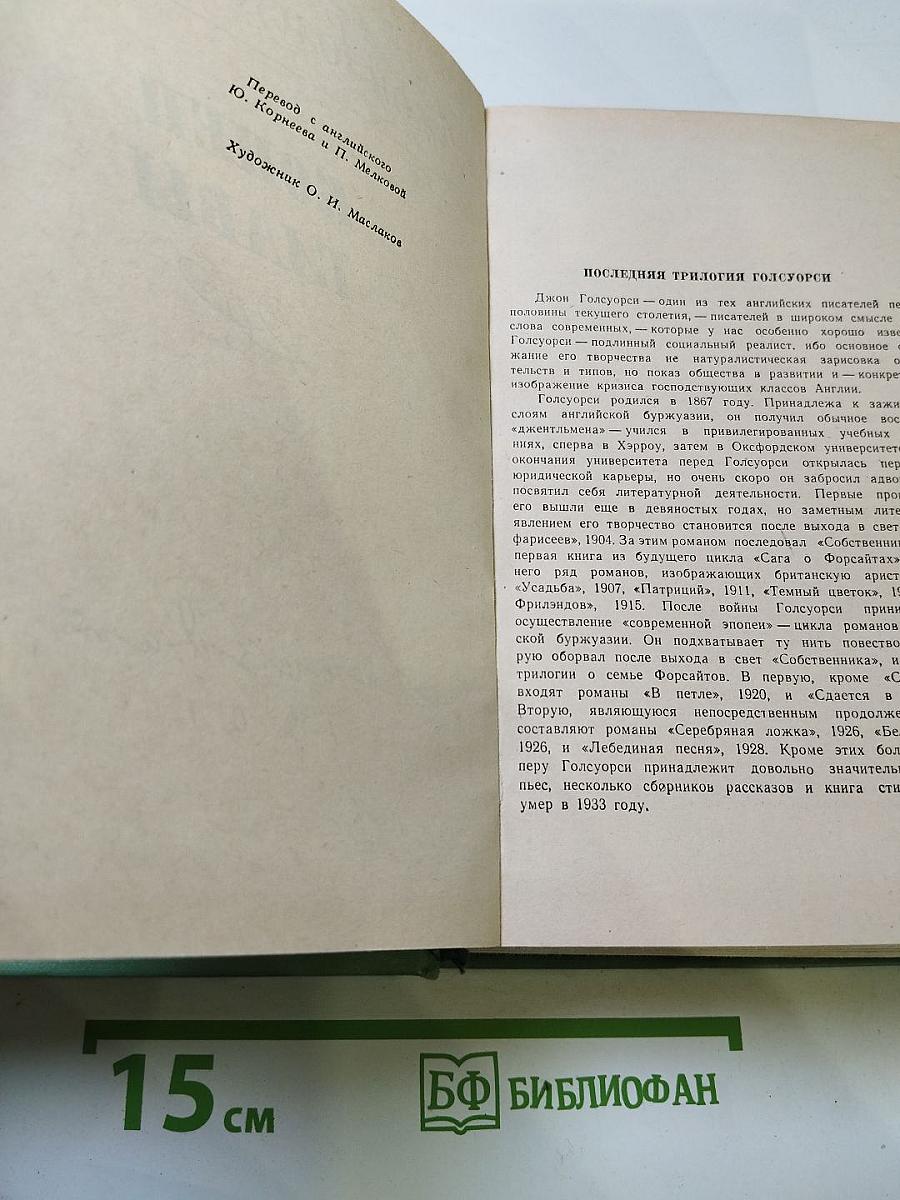 Перевод с английского
Ю. Корнеева и П. Мелковой
Художник О. И. Маслаков
ПОСЛЕДНЯЯ ТРИЛОГИЯ ГОЛСУОРСИ
Джон Голсуорси — один из тех английских писателей
половины текущего столетия, — писателей в широком смысле
слова современных, — которые у нас особенно хорошо
Голсуорси — подлинный социальный реалист, ибо основное
жание его творчества не натуралистическая зарисовка
тельств и типов, но показ общества в развитии и —
изображение кризиса господствующих классов Англии.
Голсуорси родился в 1867 году. Принадлежа к
слоям английской буржуазии, он получил обычное
«джентльмена» — учился в привилегированных учебных
ниях, сперва в Хэрроу, затем в Оксфордском
окончания университета перед Голсуорси открылась
юридической карьеры, но очень скоро он забросил
посвятил себя литературной деятельности. Первые
его вышли еще в девяностых годах, но заметным
явлением его творчество становится после выхода в свет
фарисеев», 1904. За этим романом последовал
первая книга из будущего цикла «Сага о Форсайтах»
него ряд романов, изображающих британскую
«Усадьба», 1907, «Патриций», 1911, «Темный цветок»,
Фрилэндов», 1915. После войны Голсуорси
осуществление «современной эпопеи» — цикла романов
ской буржуазии. Он подхватывает ту нить
рую оборвал после выхода в свет «Собственника»,
трилогии о семье Форсайтов. В первую, кроме
входят романы «В петле», 1920, и «Сдается в
Вторую, являющуюся непосредственным
составляют романы «Серебряная ложка», 1926,
1926, и «Лебединая песня», 1928. Кроме этих
перу Голсуорси принадлежит довольно
пьес, несколько сборников рассказов и книга
умер в 1933 году.
15 см
БФ БИБЛИОФАН